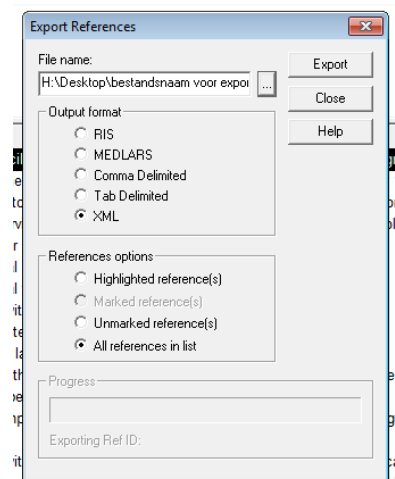 Export References
File name:
H:\Desktop\bestandsnaam voor expor
...
Export
Close
Help
Output format
RIS
MEDLARS
Comma Delimited
Tab Delimited
XML
References options
Highlighted reference(s)
Marked reference(s)
Unmarked reference(s)
All references in list
Progress
Exporting Ref ID: